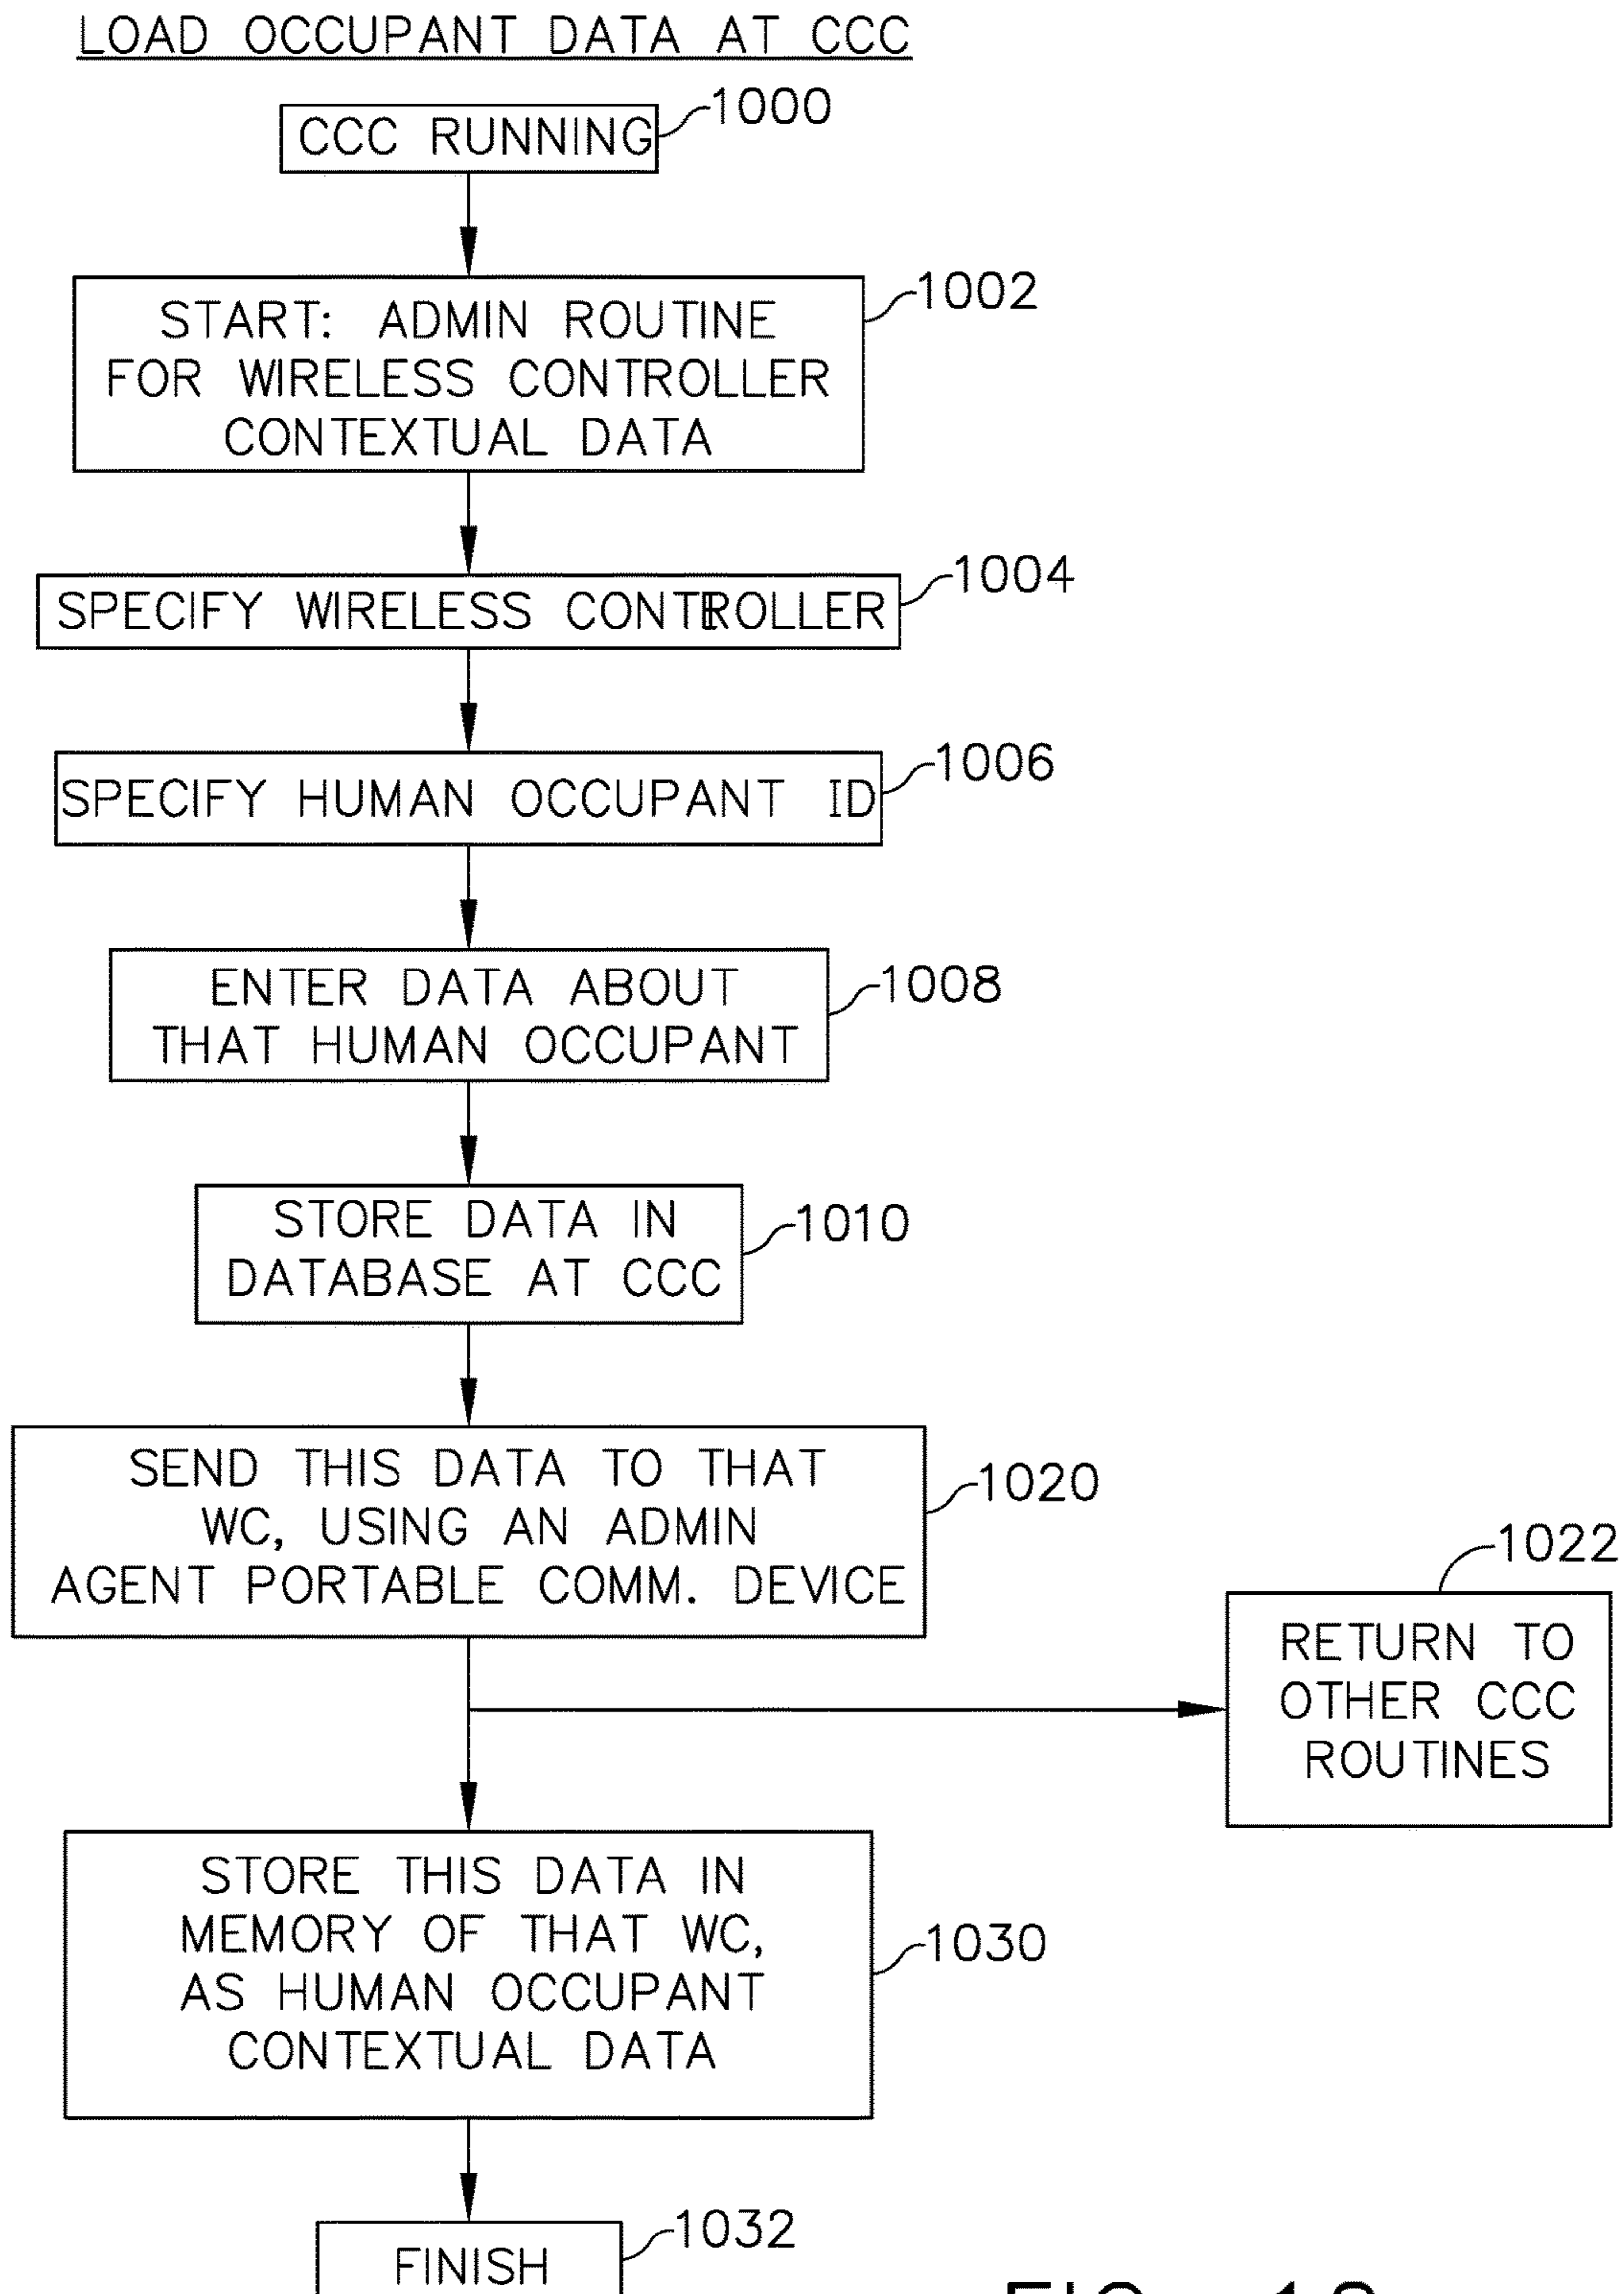 LOAD OCCUPANT DATA AT CCC
CCC RUNNING
1000
START: ADMIN ROUTINE
FOR WIRELESS CONTROLLER
CONTEXTUAL DATA
1002
SPECIFY WIRELESS CONTROLLER
1004
SPECIFY HUMAN OCCUPANT ID
1006
ENTER DATA ABOUT
THAT HUMAN OCCUPANT
1008
STORE DATA IN
DATABASE AT CCC
1010
SEND THIS DATA TO THAT
WC, USING AN ADMIN
AGENT PORTABLE COMM. DEVICE
1020
1022
RETURN TO
OTHER CCC
ROUTINES
STORE THIS DATA IN
MEMORY OF THAT WC,
AS HUMAN OCCUPANT
CONTEXTUAL DATA
1030
FINISH
1032